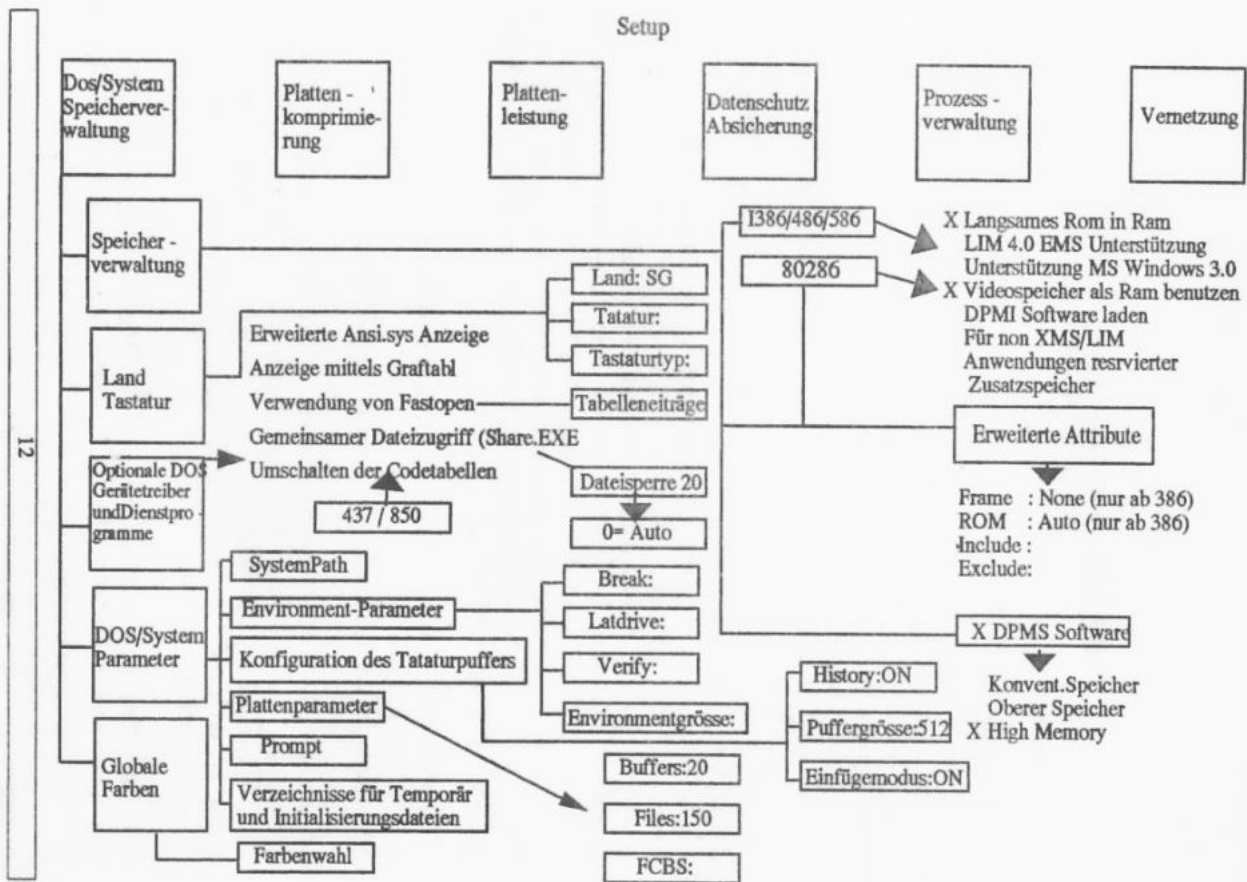 Setup
Dos/System
Speicherver-
waltung
Platten -
komprimie-
rung
Platten-
leistung
Datenschutz
Absicherung
Prozess -
verwaltung
Vernetzung
Speicher -
verwaltung
I386/486/586
80286
X Langsames Rom in Ram
LIM 4.0 EMS Unterstützung
Unterstützung MS Windows 3.0
X Videospeicher als Ram benutzen
DPMI Software laden
Für non XMS/LIM
Anwendungen resrvierter
Zusatzspeicher
Land
Tastatur
Land: SG
Tatatur:
Tastaturtyp:
Erweiterte Ansi.sys Anzeige
Anzeige mittels Graftabl
Verwendung von Fastopen
Tabelleneiträge
Gemeinsamer Dateizugriff (Share.EXE
Umschalten der Codetabellen
Dateisperre 20
437 / 850
0= Auto
Erweiterte Attribute
Frame : None (nur ab 386)
ROM : Auto (nur ab 386)
Include :
Exclude:
Optionale DOS
Gerätetreiber
undDienstpro-
gramme
12
DOS/System
Parameter
SystemPath
Environment-Parameter
Konfiguration des Tataturpuffers
Plattenparameter
Prompt
Verzeichnisse für Temporär
und Initialisierungsdateien
Break:
Latdrive:
Verify:
Environmentgrösse:
X DPMS Software
Konvent.Speicher
Oberer Speicher
X High Memory
History:ON
Puffergrösse:512
Einfügemodus:ON
Buffers:20
Files:150
FCBS:
Globale
Farben
Farbenwahl